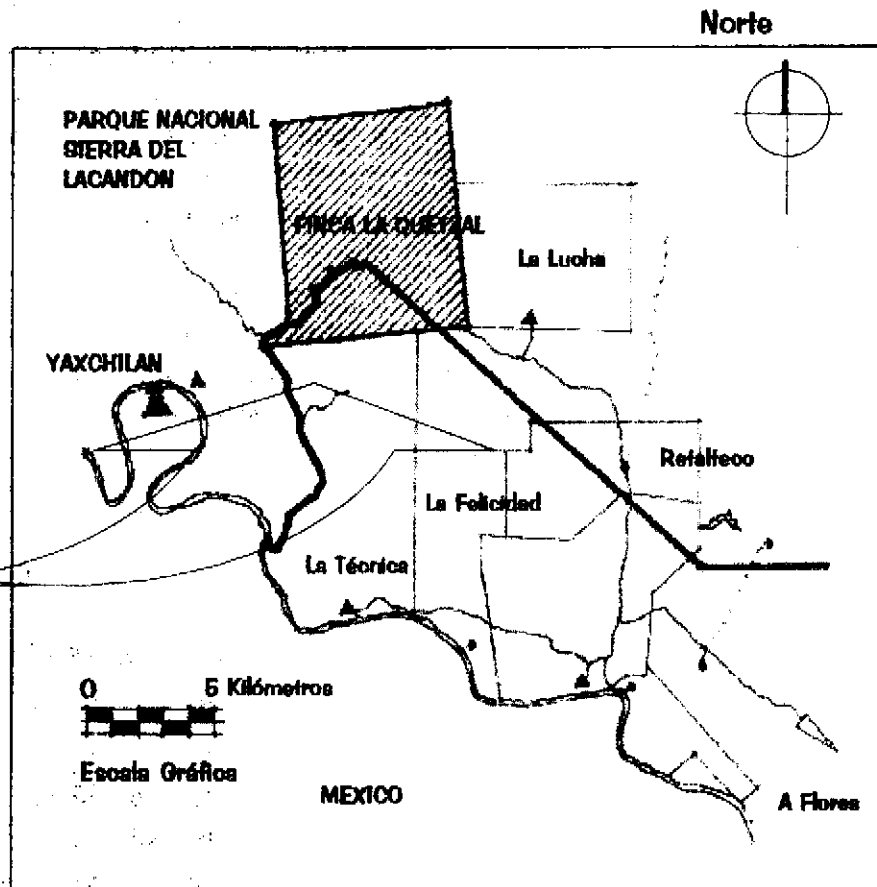 Norte
PARQUE NACIONAL
SIERRA DEL
LACANDON
FINCA LA QUETZAL
La Lucha
YAXCHILAN
Retalteco
La Felicidad
La Técnica
0 5 Kilómetros
Escala Gráfica
MEXICO
A Flores